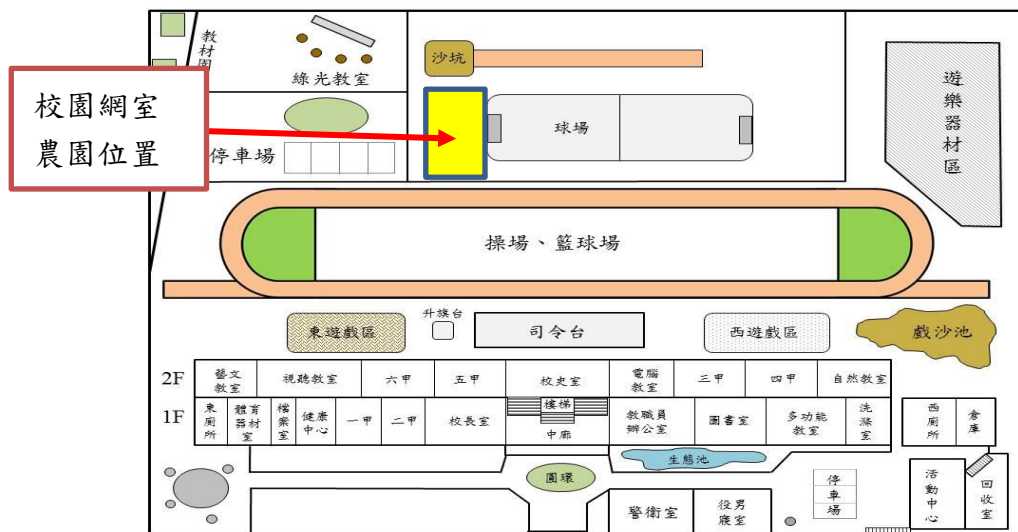 教材園
綠光教室
沙坑
遊樂器材區
校園網室
農園位置
停車場
球場
操場、籃球場
升旗台
東遊戲區
司令台
西遊戲區
戲沙池
2F
藝文
教室
視聽教室
六甲
五甲
校史室
電腦
教室
三甲
四甲
自然教室
1F
東廁所
體育
器材
室
檔案室
健康
中心
一甲
二甲
校長室
樓梯
中廊
教職員
辦公室
圖書室
多功能
教室
洗滌室
西廁所
倉庫
生態池
圓環
警衛室
役男
寢室
停車場
活動中心
回收室